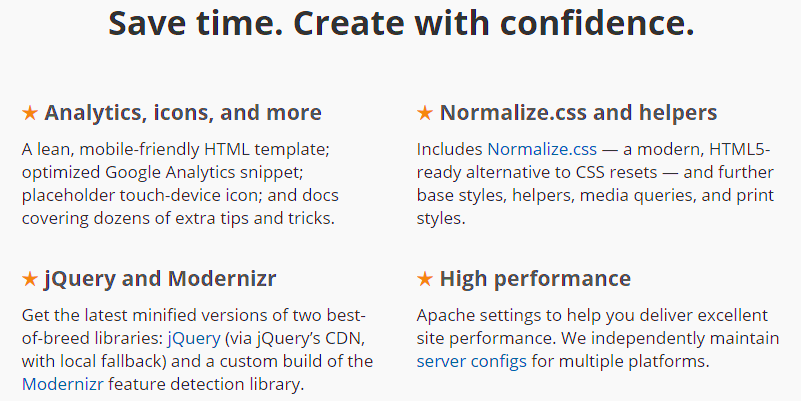 Save time. Create with confidence.
★ Analytics, icons, and more
A lean, mobile-friendly HTML template;
optimized Google Analytics snippet;
placeholder touch-device icon; and docs
covering dozens of extra tips and tricks.
★ Normalize.css and helpers
Includes Normalize.css — a modern, HTML5-
ready alternative to CSS resets — and further
base styles, helpers, media queries, and print
styles.
★ jQuery and Modernizr
Get the latest minified versions of two best-
of-breed libraries: jQuery (via jQuery’s CDN,
with local fallback) and a custom build of the
Modernizr feature detection library.
★ High performance
Apache settings to help you deliver excellent
site performance. We independently maintain
server configs for multiple platforms.